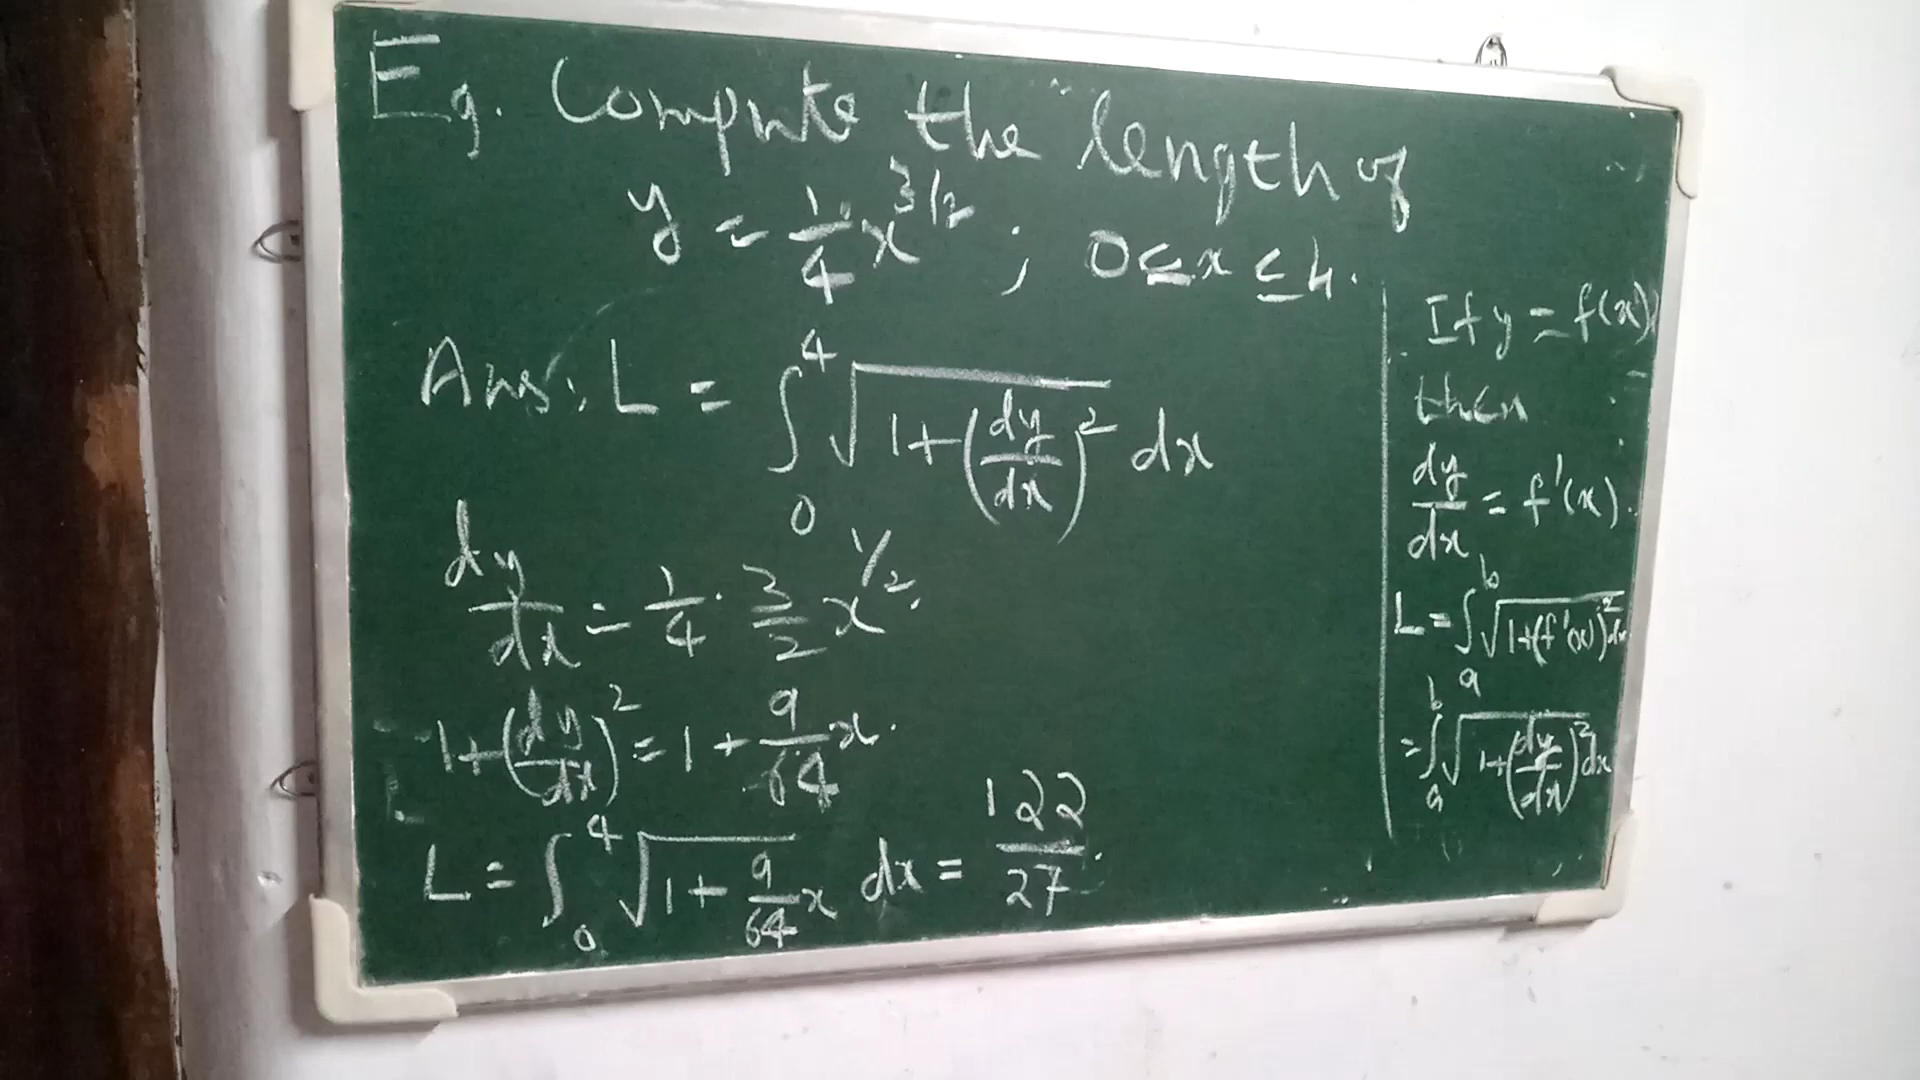 Eg. Compute the length of
y = 1/4 x^3/2 ; 0 ≤ x ≤ 4.
Ans: L = ∫_0^4 √(1+(dy/dx)^2) dx
dy/dx = 1/4 · 3/2 x^1/2.
1+(dy/dx)^2 = 1 + 9/64 x.
L = ∫_0^4 √(1 + 9/64 x) dx = 122/27.
If y = f(x),
then
dy/dx = f'(x).
L = ∫_a^b √(1+(f'(x))^2) dx
= ∫_a^b √(1+(dy/dx)^2) dx